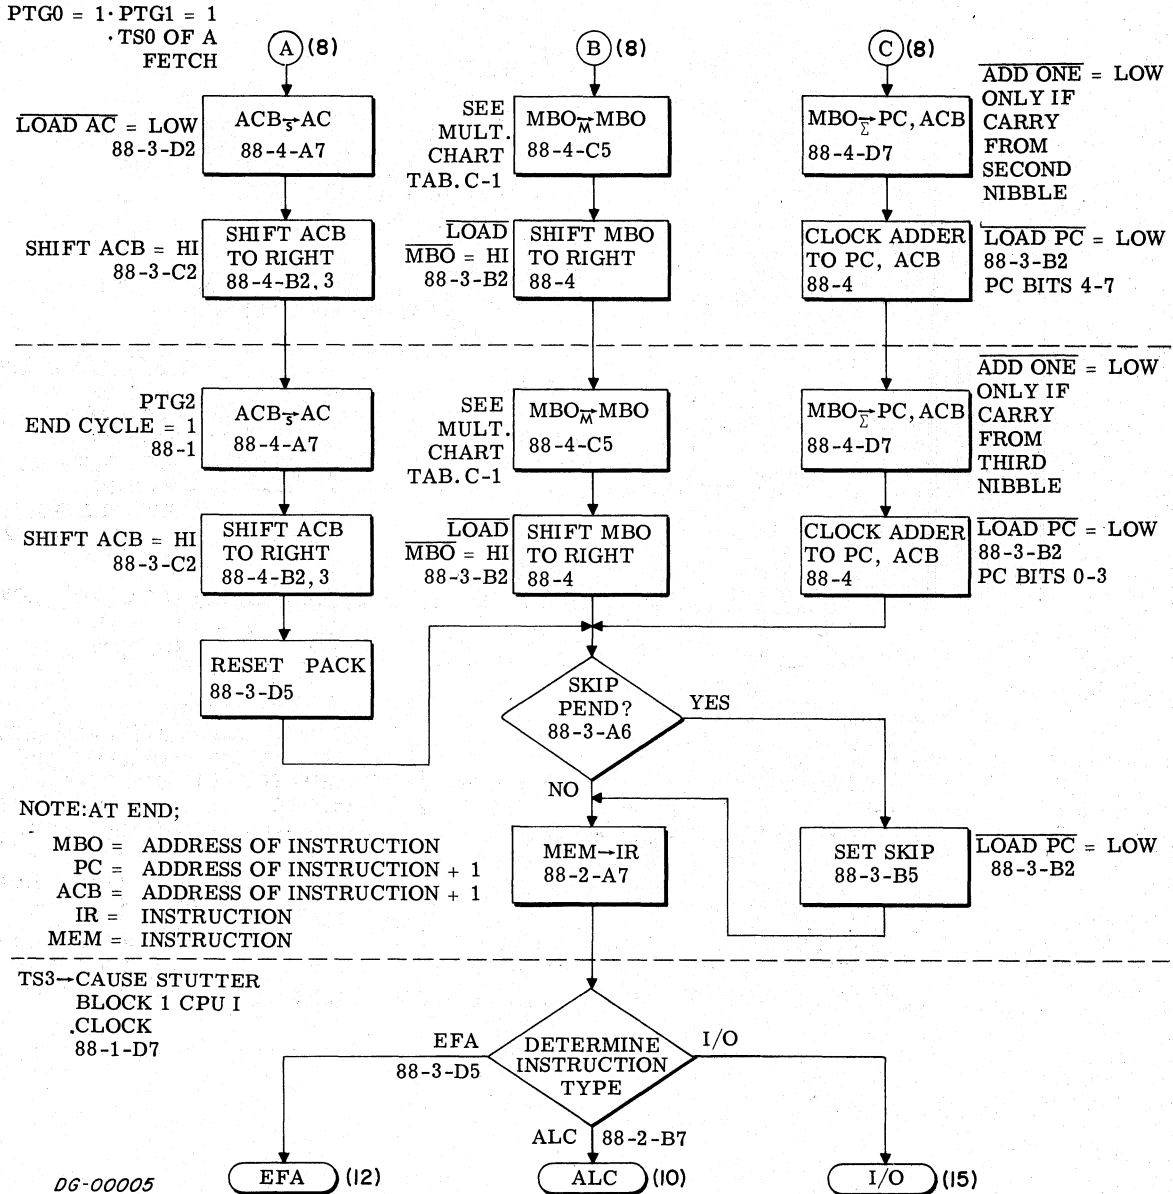 PTG0 = 1 · PTG1 = 1
· TS0 OF A
FETCH
A (8)
B (8)
C (8)
LOAD AC = LOW
88-3-D2
ACB →S AC
88-4-A7
SEE
MULT.
CHART
TAB. C-1
MBO →M MBO
88-4-C5
MBO →Σ PC, ACB
88-4-D7
ADD ONE = LOW
ONLY IF
CARRY
FROM
SECOND
NIBBLE
SHIFT ACB = HI
88-3-C2
SHIFT ACB
TO RIGHT
88-4-B2, 3
LOAD
MBO = HI
88-3-B2
SHIFT MBO
TO RIGHT
88-4
CLOCK ADDER
TO PC, ACB
88-4
LOAD PC = LOW
88-3-B2
PC BITS 4-7
PTG2
END CYCLE = 1
88-1
ACB →S AC
88-4-A7
SEE
MULT.
CHART
TAB. C-1
MBO →M MBO
88-4-C5
MBO →Σ PC, ACB
88-4-D7
ADD ONE = LOW
ONLY IF
CARRY
FROM
THIRD
NIBBLE
SHIFT ACB = HI
88-3-C2
SHIFT ACB
TO RIGHT
88-4-B2, 3
LOAD
MBO = HI
88-3-B2
SHIFT MBO
TO RIGHT
88-4
CLOCK ADDER
TO PC, ACB
88-4
LOAD PC = LOW
88-3-B2
PC BITS 0-3
RESET PACK
88-3-D5
SKIP
PEND?
88-3-A6
YES
NO
MEM→IR
88-2-A7
SET SKIP
88-3-B5
LOAD PC = LOW
88-3-B2
NOTE: AT END;
MBO = ADDRESS OF INSTRUCTION
PC = ADDRESS OF INSTRUCTION + 1
ACB = ADDRESS OF INSTRUCTION + 1
IR = INSTRUCTION
MEM = INSTRUCTION
TS3→CAUSE STUTTER
BLOCK 1 CPU I
.CLOCK
88-1-D7
EFA
88-3-D5
DETERMINE
INSTRUCTION
TYPE
I/O
ALC 88-2-B7
EFA (12)
ALC (10)
I/O (15)
DG-00005